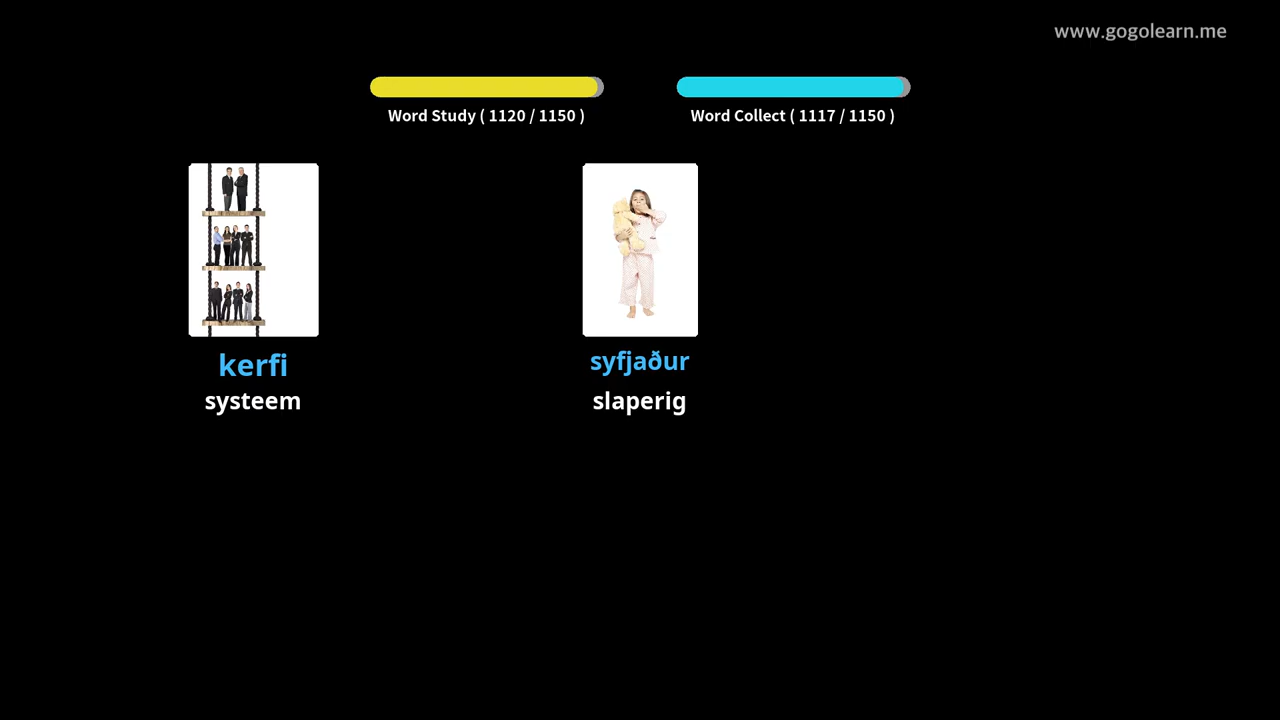 www.gogolearn.me
Word Study ( 1120 / 1150 )
Word Collect ( 1117 / 1150 )
kerfi
systeem
syfjaður
slaperig